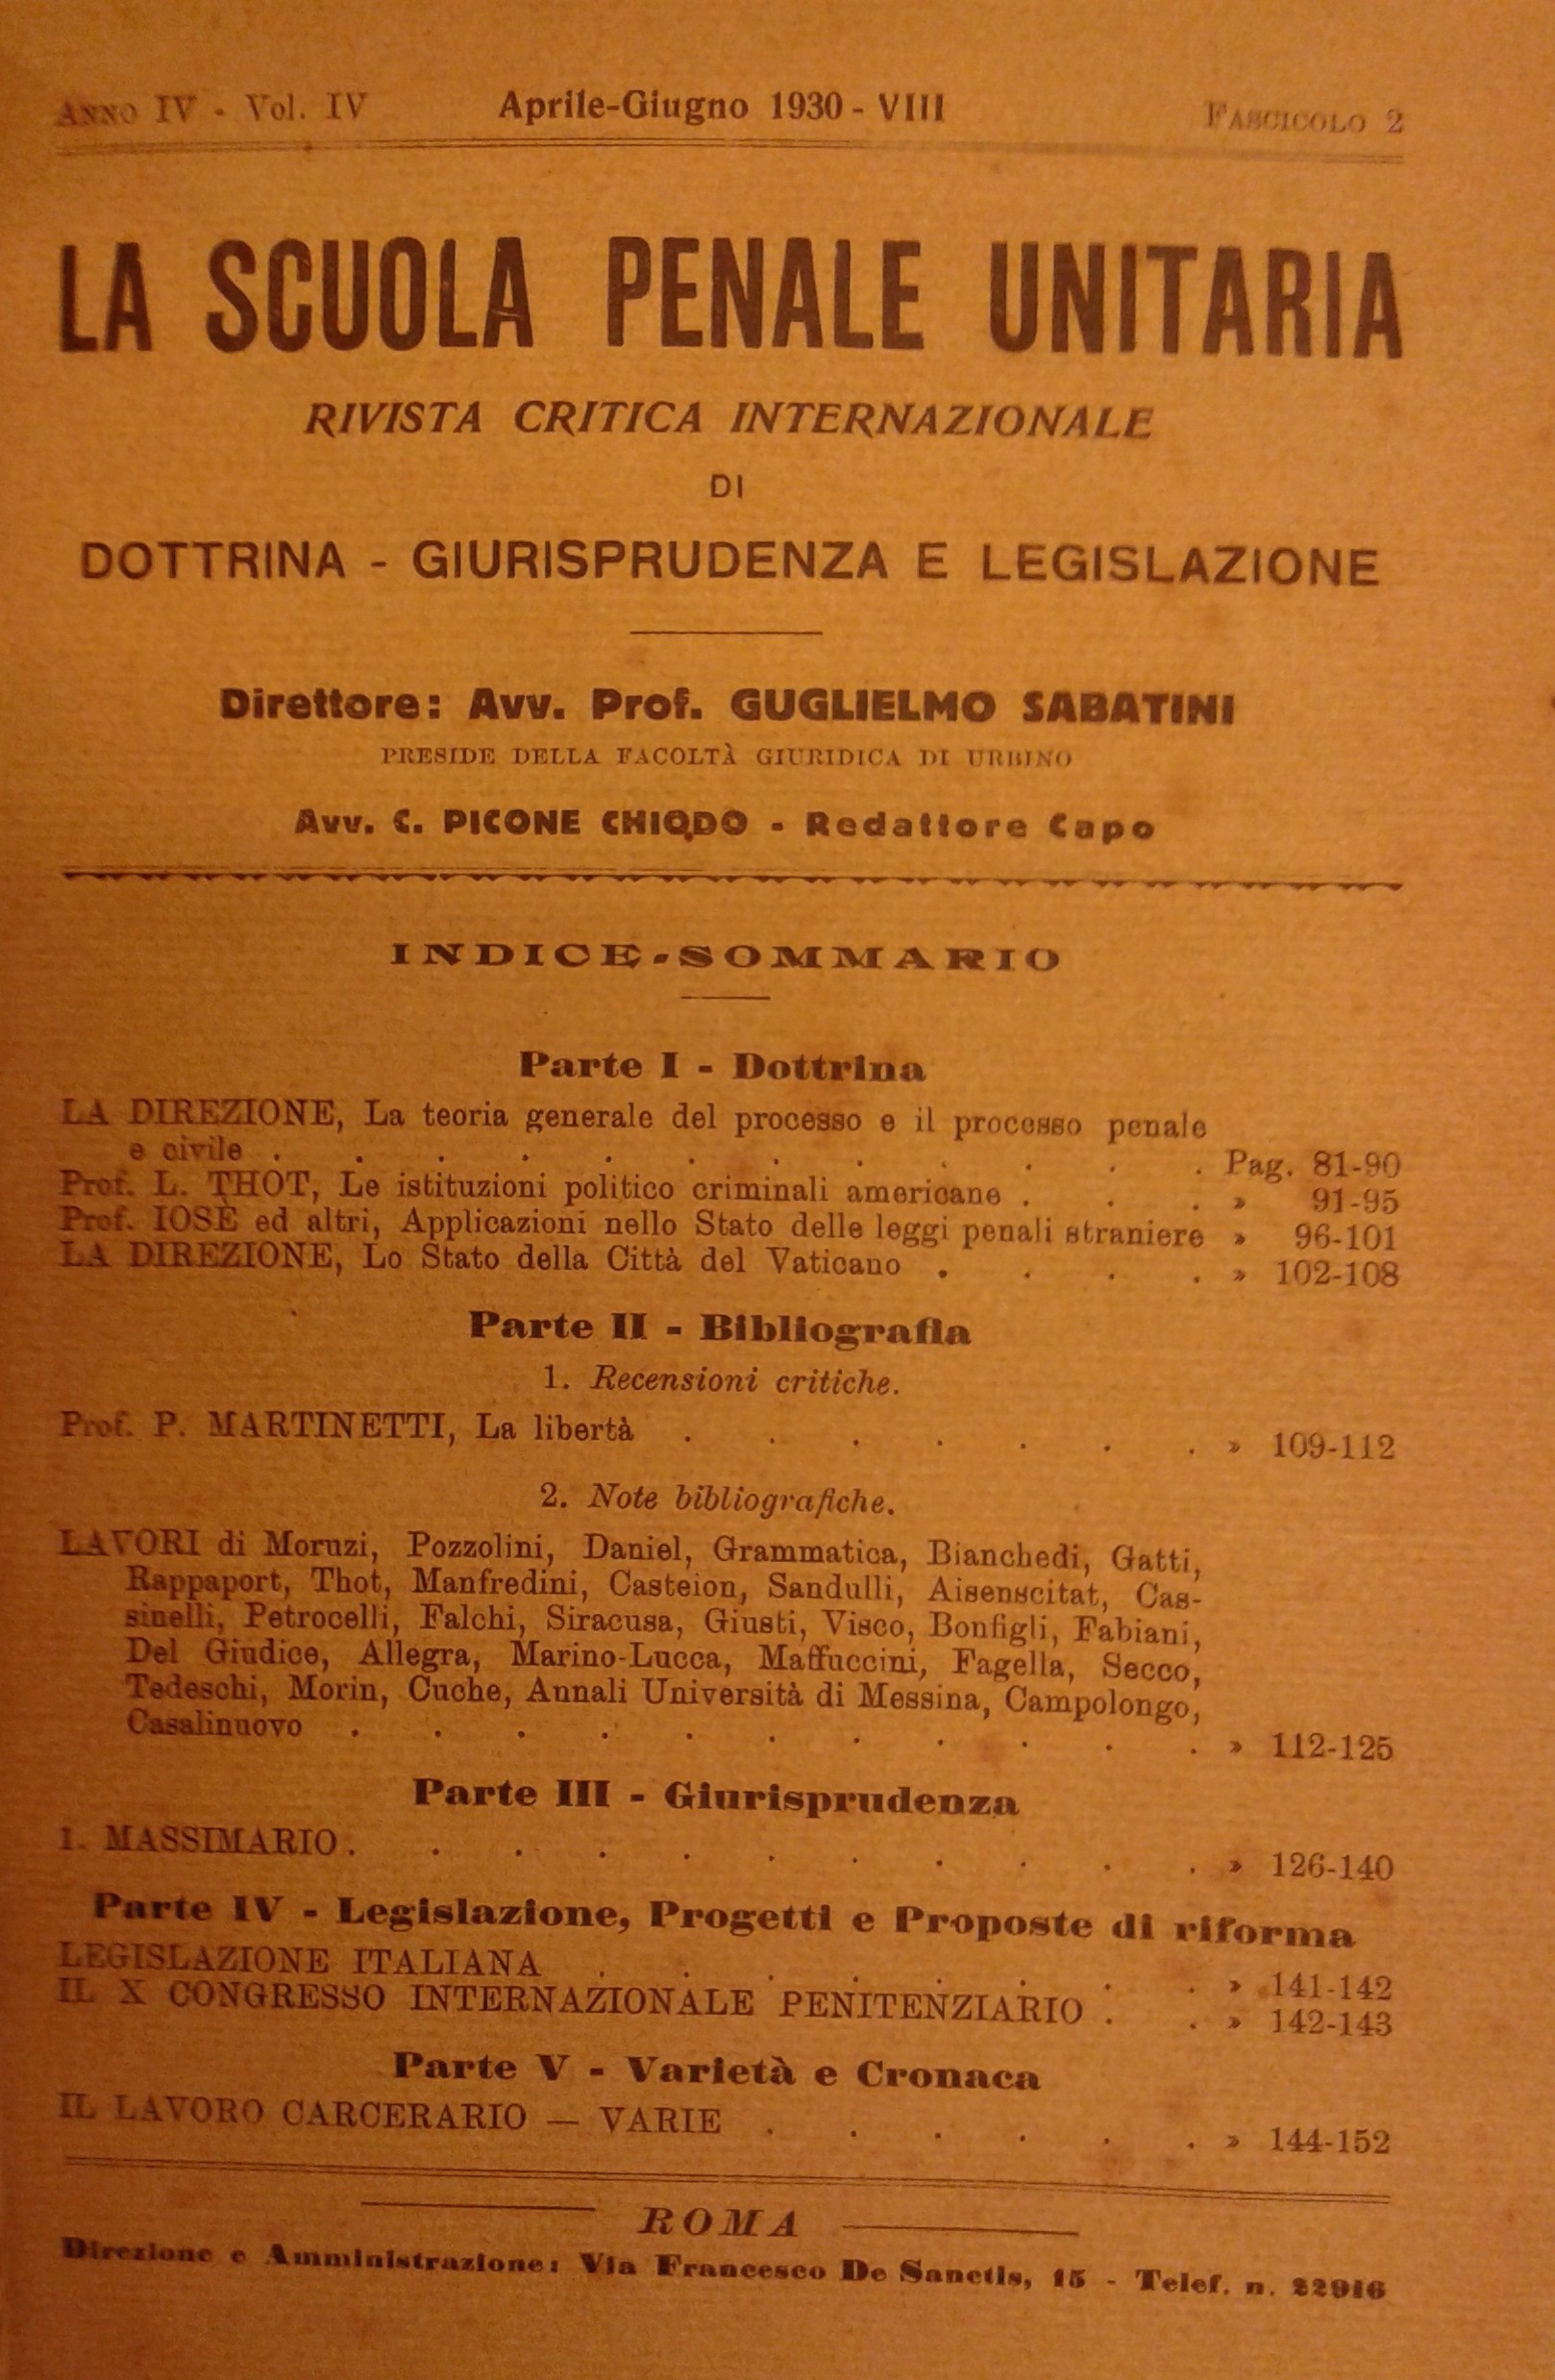 ANNO IV - Vol. IV Aprile-Giugno 1930 - VIII FASCICOLO 2
LA SCUOLA PENALE UNITARIA
RIVISTA CRITICA INTERNAZIONALE
DI
DOTTRINA - GIURISPRUDENZA E LEGISLAZIONE
Direttore: Avv. Prof. GUGLIELMO SABATINI
PRESIDE DELLA FACOLTÀ GIURIDICA DI URBINO
Avv. C. PICONE CHIODO - Redattore Capo
INDICE-SOMMARIO
Parte I - Dottrina
LA DIREZIONE, La teoria generale del processo e il processo penale
e civile . . . . . . . . . . . . Pag. 81-90
Prof. L. THOT, Le istituzioni politico criminali americane . . . » 91-95
Prof. IOSE ed altri, Applicazioni nello Stato delle leggi penali straniere » 96-101
LA DIREZIONE, Lo Stato della Città del Vaticano . . . . » 102-108
Parte II - Bibliografia
1. Recensioni critiche.
Prof. P. MARTINETTI, La libertà . . . . . . . » 109-112
2. Note bibliografiche.
LAVORI di Moruzi, Pozzolini, Daniel, Grammatica, Bianchedi, Gatti,
Rappaport, Thot, Manfredini, Casteion, Sandulli, Aisenscitat, Cas-
sinelli, Petrocelli, Falchi, Siracusa, Giusti, Visco, Bonfigli, Fabiani,
Del Giudice, Allegra, Marino-Lucca, Maffuccini, Fagella, Secco,
Tedeschi, Morin, Cuche, Annali Università di Messina, Campolongo,
Casalinuovo . . . . . . . . . . . » 112-125
Parte III - Giurisprudenza
1. MASSIMARIO . . . . . . . . . . . » 126-140
Parte IV - Legislazione, Progetti e Proposte di riforma
LEGISLAZIONE ITALIANA . . . . . . . . » 141-142
IL X CONGRESSO INTERNAZIONALE PENITENZIARIO . . » 142-143
Parte V - Varietà e Cronaca
IL LAVORO CARCERARIO — VARIE . . . . . . » 144-152
ROMA
Direzione e Amministrazione: Via Francesco De Sanctis, 15 - Telef. n. 22916